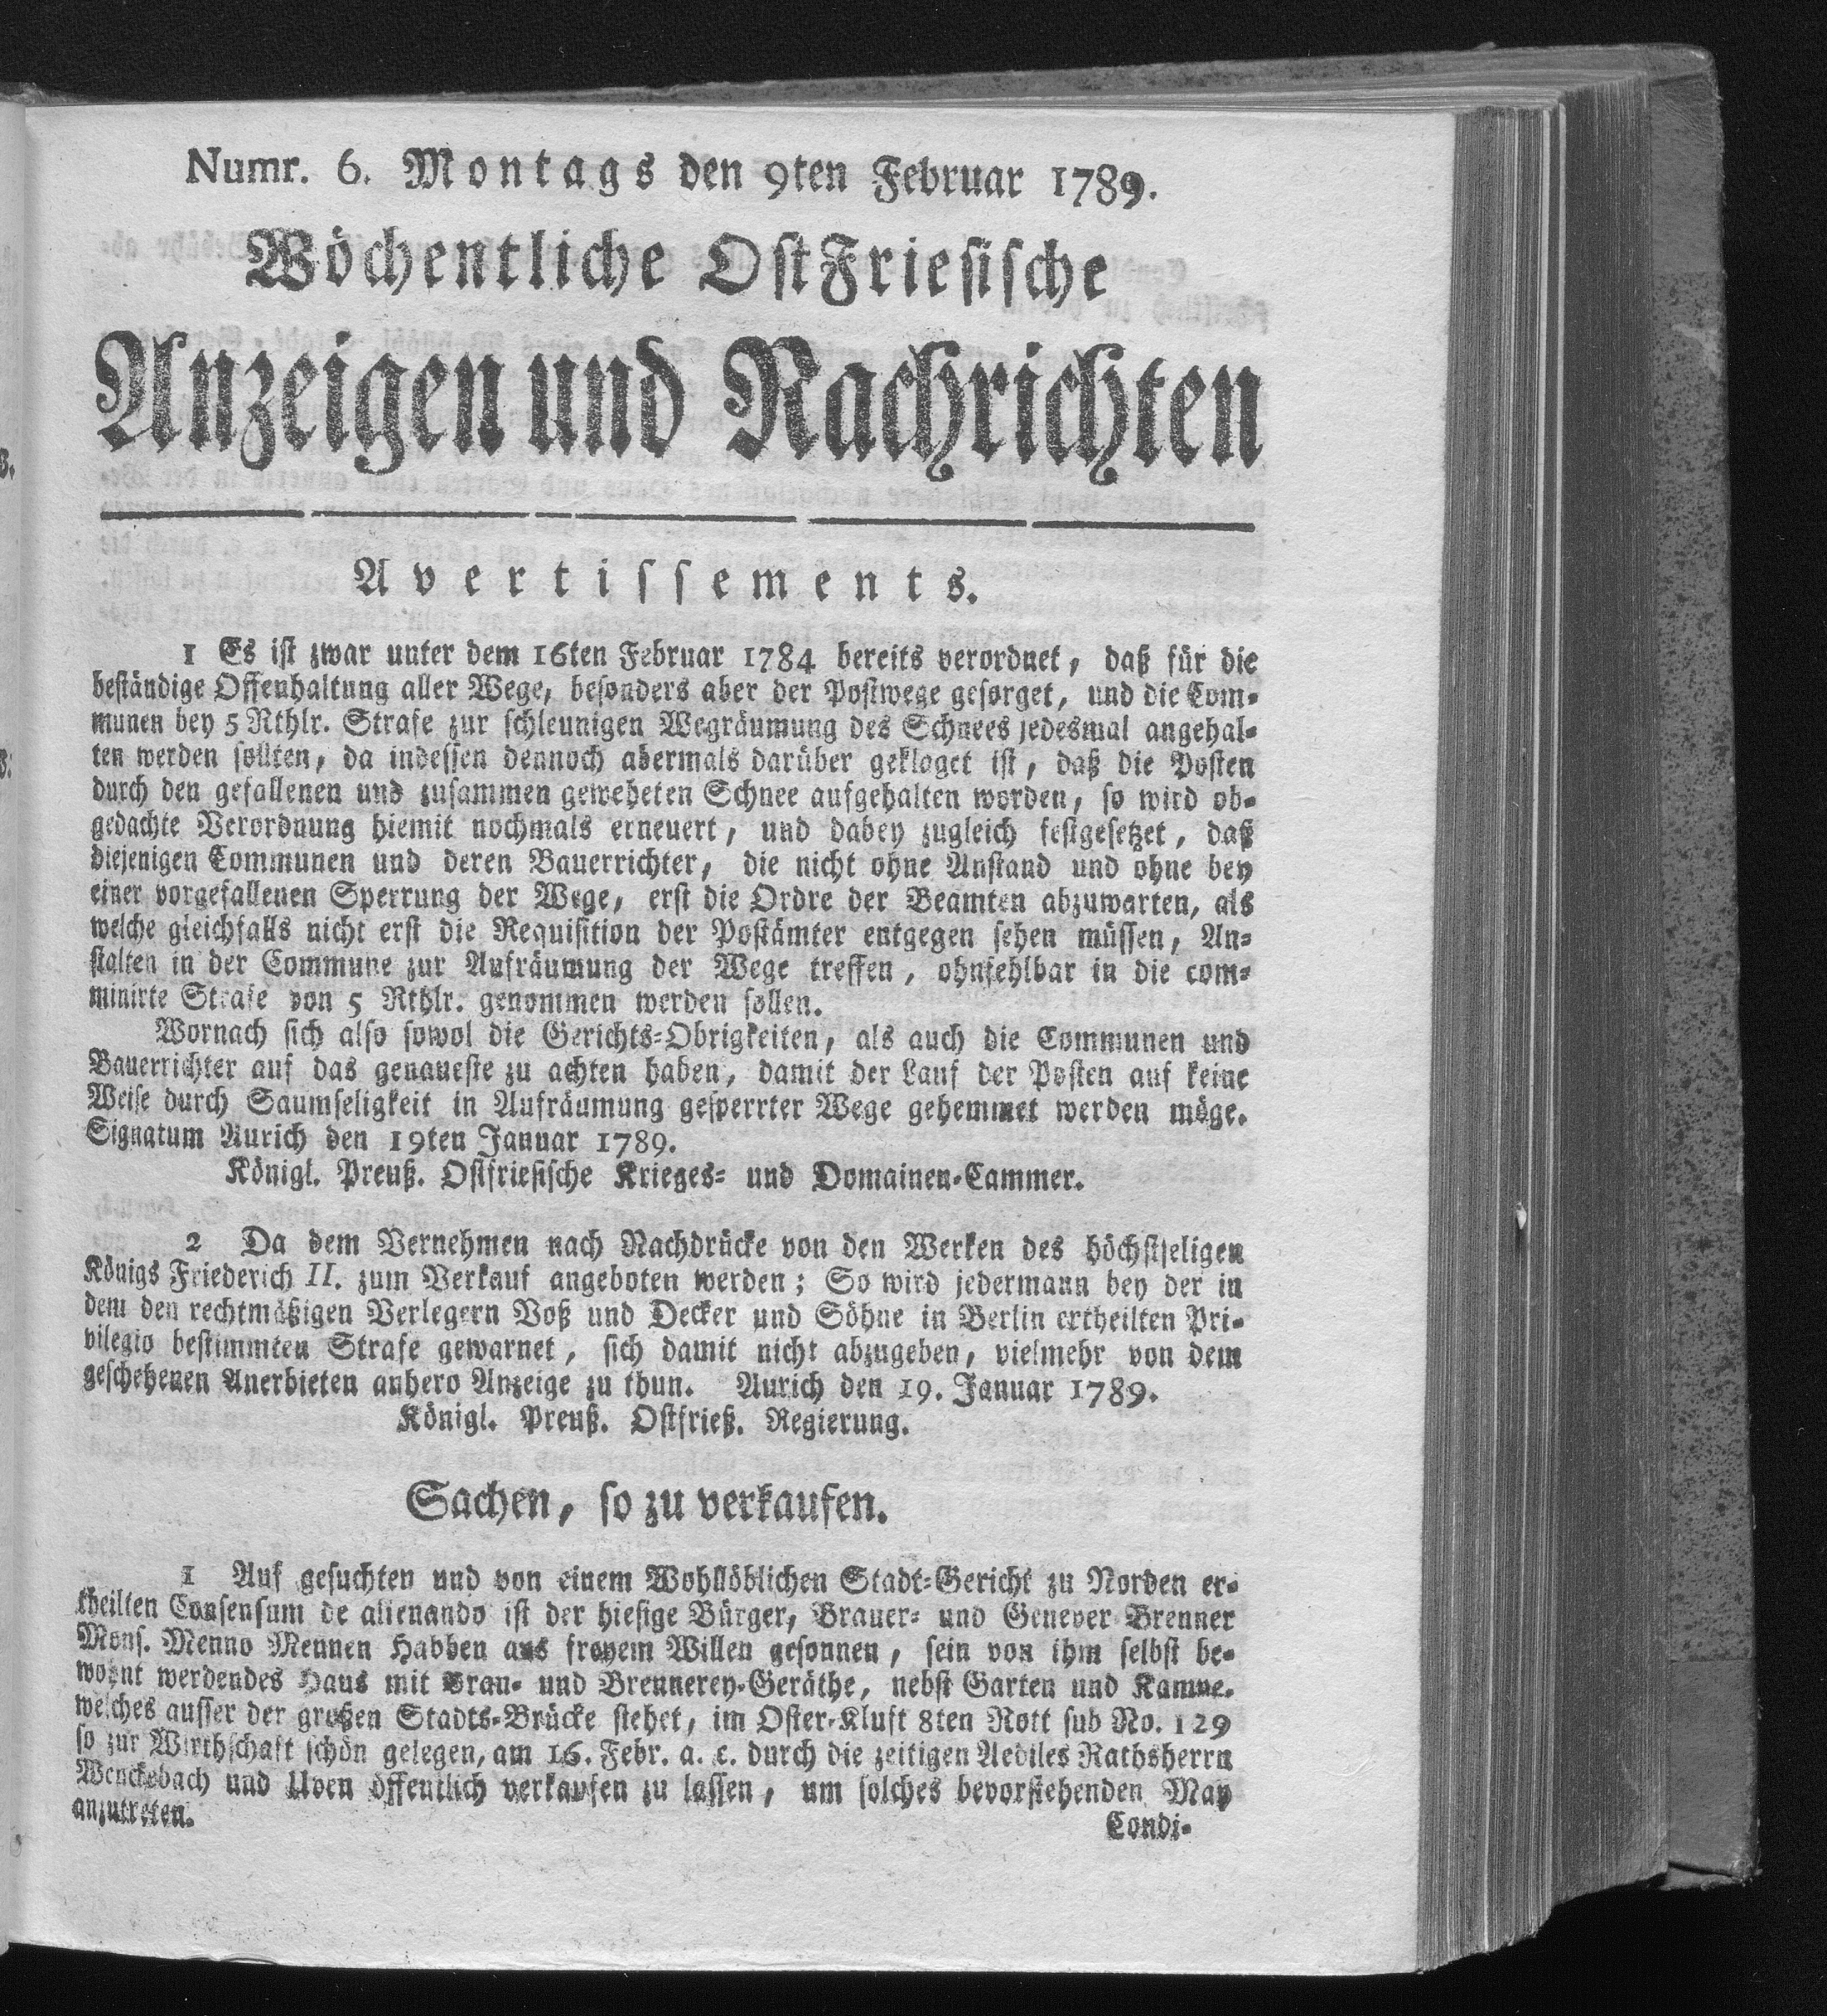 Numr. 6. Montags den 9ten Februar 1789.
Wöchentliche OstFriesische
Anzeigen und Nachrichten
Avertissements.
1 Es ist zwar unter dem 16ten Februar 1784 bereits verordnet, daß für die
beständige Offenhaltung aller Wege, besonders aber der Postwege gesorget, und die Com-
munen bey 5 Rthlr. Strafe zur schleunigen Wegräumung des Schnees jedesmal angehal-
ten werden sollten, da indessen dennoch abermals darüber geklaget ist, daß die Posten
durch den gefallenen und zusammen geweheten Schnee aufgehalten worden, so wird ob-
gedachte Verordnung hiemit nochmals erneuert, und dabey zugleich festgesetzet, daß
diejenigen Communen und deren Bauerrichter, die nicht ohne Anstand und ohne bey
einer vorgefallenen Sperrung der Wege, erst die Ordre der Beamten abzuwarten, als
welche gleichfalls nicht erst die Requisition der Postämter entgegen sehen müssen, An-
stalten in der Commune zur Aufräumung der Wege treffen, ohnfehlbar in die com-
minirte Strafe von 5 Rthlr. genommen werden sollen.
Wornach sich also sowol die Gerichts-Obrigkeiten, als auch die Communen und
Bauerrichter auf das genaueste zu achten haben, damit der Lauf der Posten auf keine
Weise durch Saumseligkeit in Aufräumung gesperrter Wege gehemmet werden möge.
Signatum Aurich den 19ten Januar 1789.
Königl. Preuß. Ostfriesische Krieges- und Domainen-Cammer.
2 Da dem Vernehmen nach Nachdrücke von den Werken des höchstseligen
Königs Friederich II. zum Verkauf angeboten werden; So wird jedermann bey der in
dem den rechtmäßigen Verlegern Voß und Decker und Söhne in Berlin ertheilten Pri-
vilegio bestimmten Strafe gewarnet, sich damit nicht abzugeben, vielmehr von dem
geschehenen Anerbieten anhero Anzeige zu thun. Aurich den 19. Januar 1789.
Königl. Preuß. Ostfrieß. Regierung.
Sachen, so zu verkaufen.
1 Auf gesuchten und von einem Wohllöblichen Stadt-Gericht zu Norden er-
theilten Consensum de alienando ist der hiesige Bürger, Brauer- und Genever Brenner
Mons. Menno Mennen Habben aus freyem Willen gesonnen, sein von ihm selbst be-
wohnt werdendes Haus mit Brau- und Brennerey-Geräthe, nebst Garten und Kamne.
welches ausser der großen Stadts-Brücke stehet, im Oster-Kluft 8ten Rott sub No. 129
so zur Wirthschaft schön gelegen, am 16. Febr. a. c. durch die zeitigen Aediles Rathsherrn
Wenckebach und Uven öffentlich verkaufen zu lassen, um solches bevorstehenden May
anzutreten.
Condi-